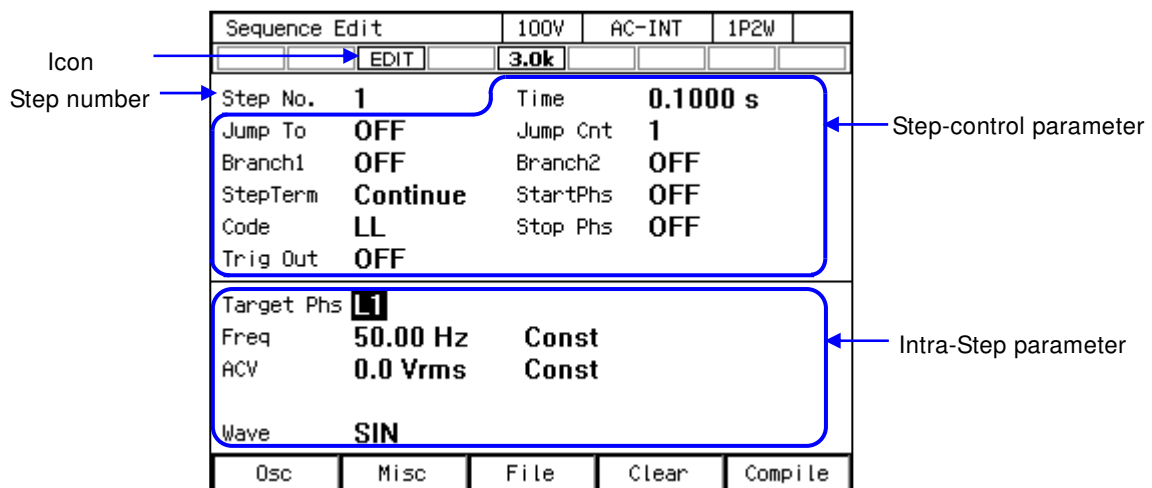 Sequence Edit 100V AC-INT 1P2W
Icon EDIT 3.0k
Step number Step No. 1 Time 0.1000 s
Jump To OFF Jump Cnt 1 Step-control parameter
Branch1 OFF Branch2 OFF
StepTerm Continue StartPhs OFF
Code LL Stop Phs OFF
Trig Out OFF
Target Phs L1
Freq 50.00 Hz Const Intra-Step parameter
ACV 0.0 Vrms Const
Wave SIN
Osc Misc File Clear Compile